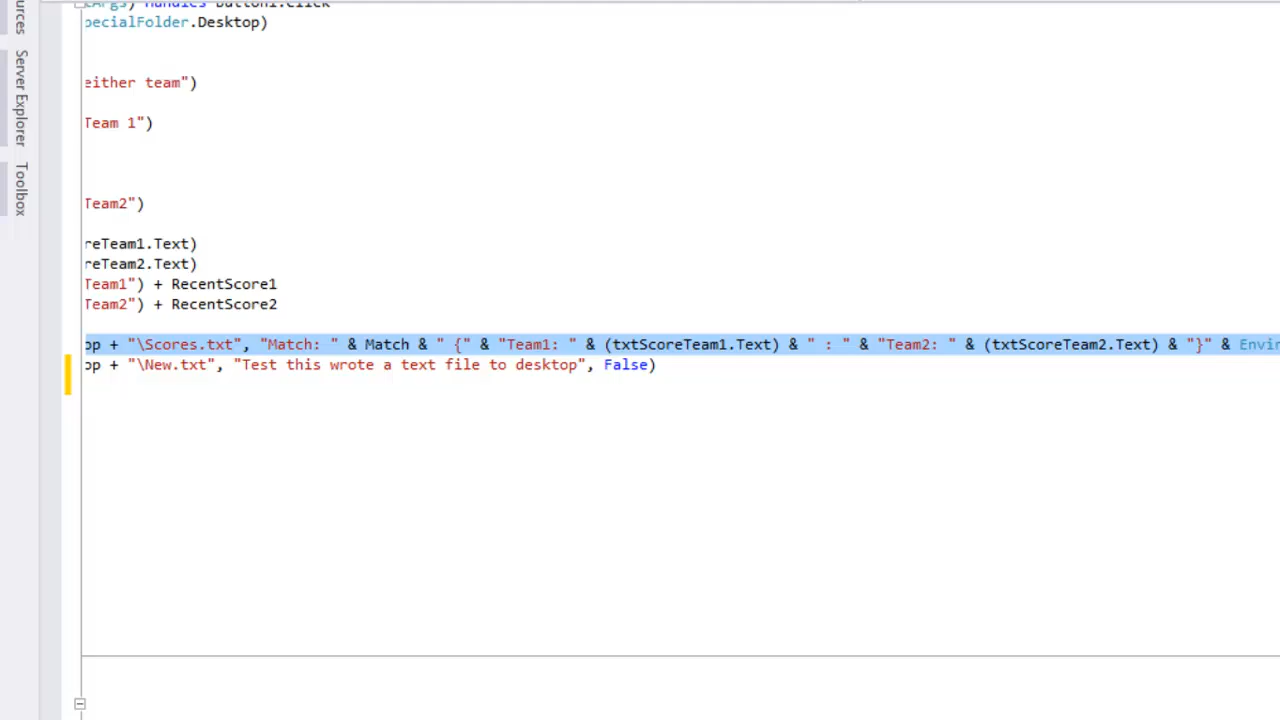 Handles Button1.Click
pecialFolder.Desktop)
either team")
Team 1")
Team2")
reTeam1.Text)
reTeam2.Text)
Team1") + RecentScore1
Team2") + RecentScore2
op + "\Scores.txt", "Match: " & Match & " {" & "Team1: " & (txtScoreTeam1.Text) & " : " & "Team2: " & (txtScoreTeam2.Text) & "}" & Envir
op + "\New.txt", "Test this wrote a text file to desktop", False)
urces
Server Explorer
Toolbox